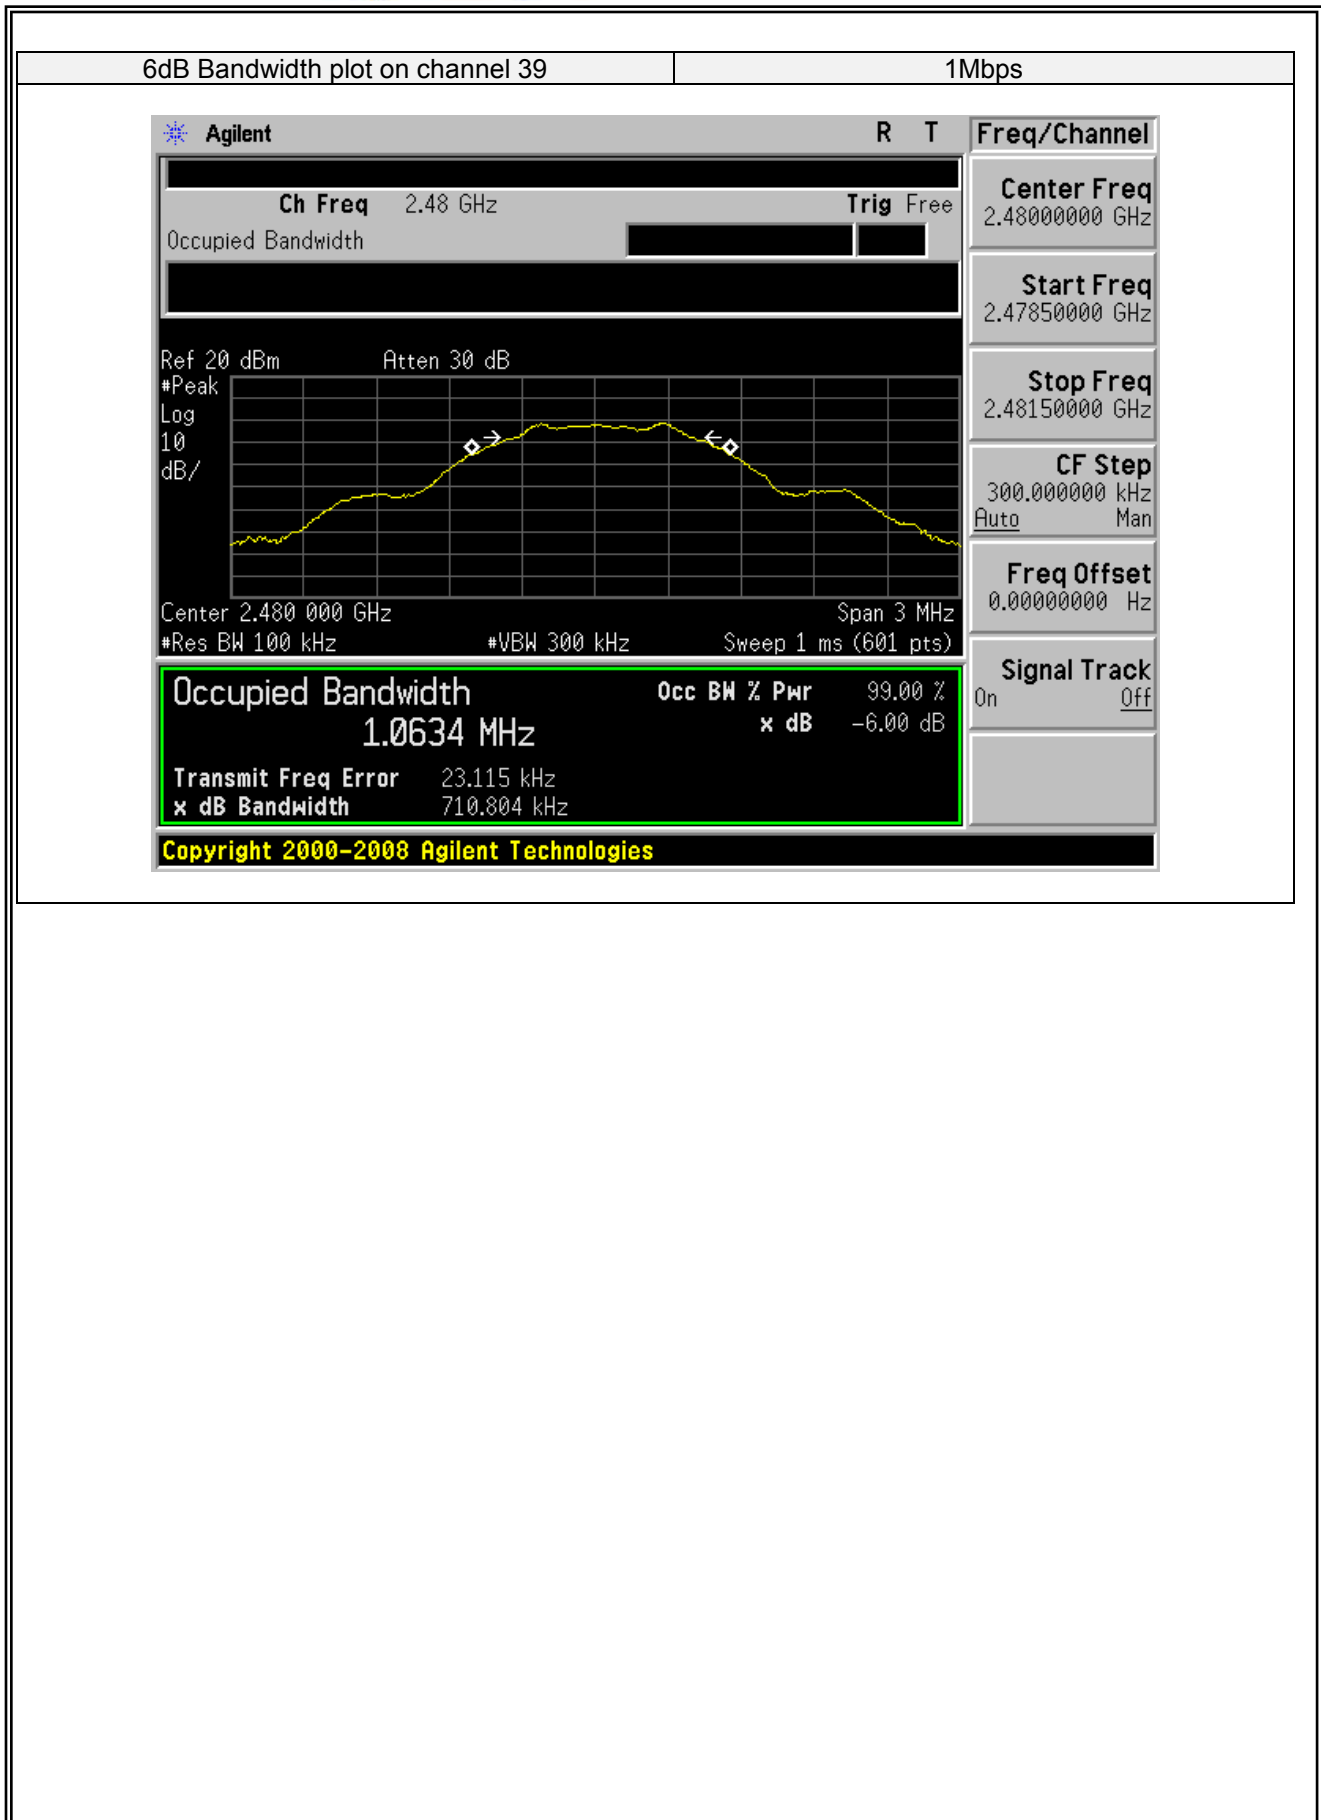 6dB Bandwidth plot on channel 39 1Mbps
Agilent R T Freq/Channel
Ch Freq 2.48 GHz Trig Free
Occupied Bandwidth
Center Freq
2.48000000 GHz
Start Freq
2.47850000 GHz
Stop Freq
2.48150000 GHz
CF Step
300.000000 kHz
Auto Man
Freq Offset
0.00000000 Hz
Signal Track
On Off
Ref 20 dBm Atten 30 dB
#Peak
Log
10
dB/
Center 2.480 000 GHz Span 3 MHz
#Res BW 100 kHz #VBW 300 kHz Sweep 1 ms (601 pts)
Occupied Bandwidth Occ BW % Pwr 99.00 %
1.0634 MHz x dB -6.00 dB
Transmit Freq Error 23.115 kHz
x dB Bandwidth 710.804 kHz
Copyright 2000-2008 Agilent Technologies